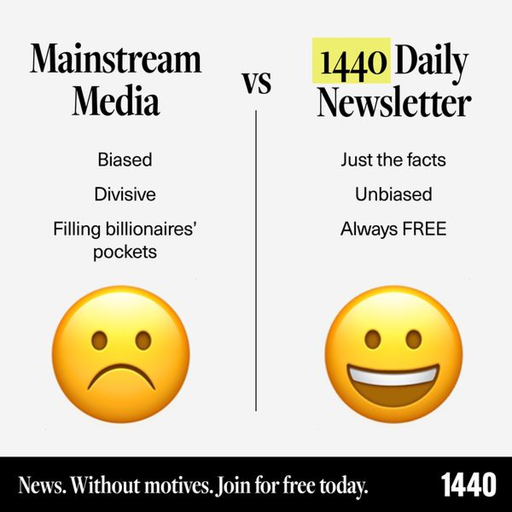 Mainstream
Media
vs
1440 Daily
Newsletter
Biased
Divisive
Filling billionaires'
pockets
Just the facts
Unbiased
Always FREE
News. Without motives. Join for free today.
1440